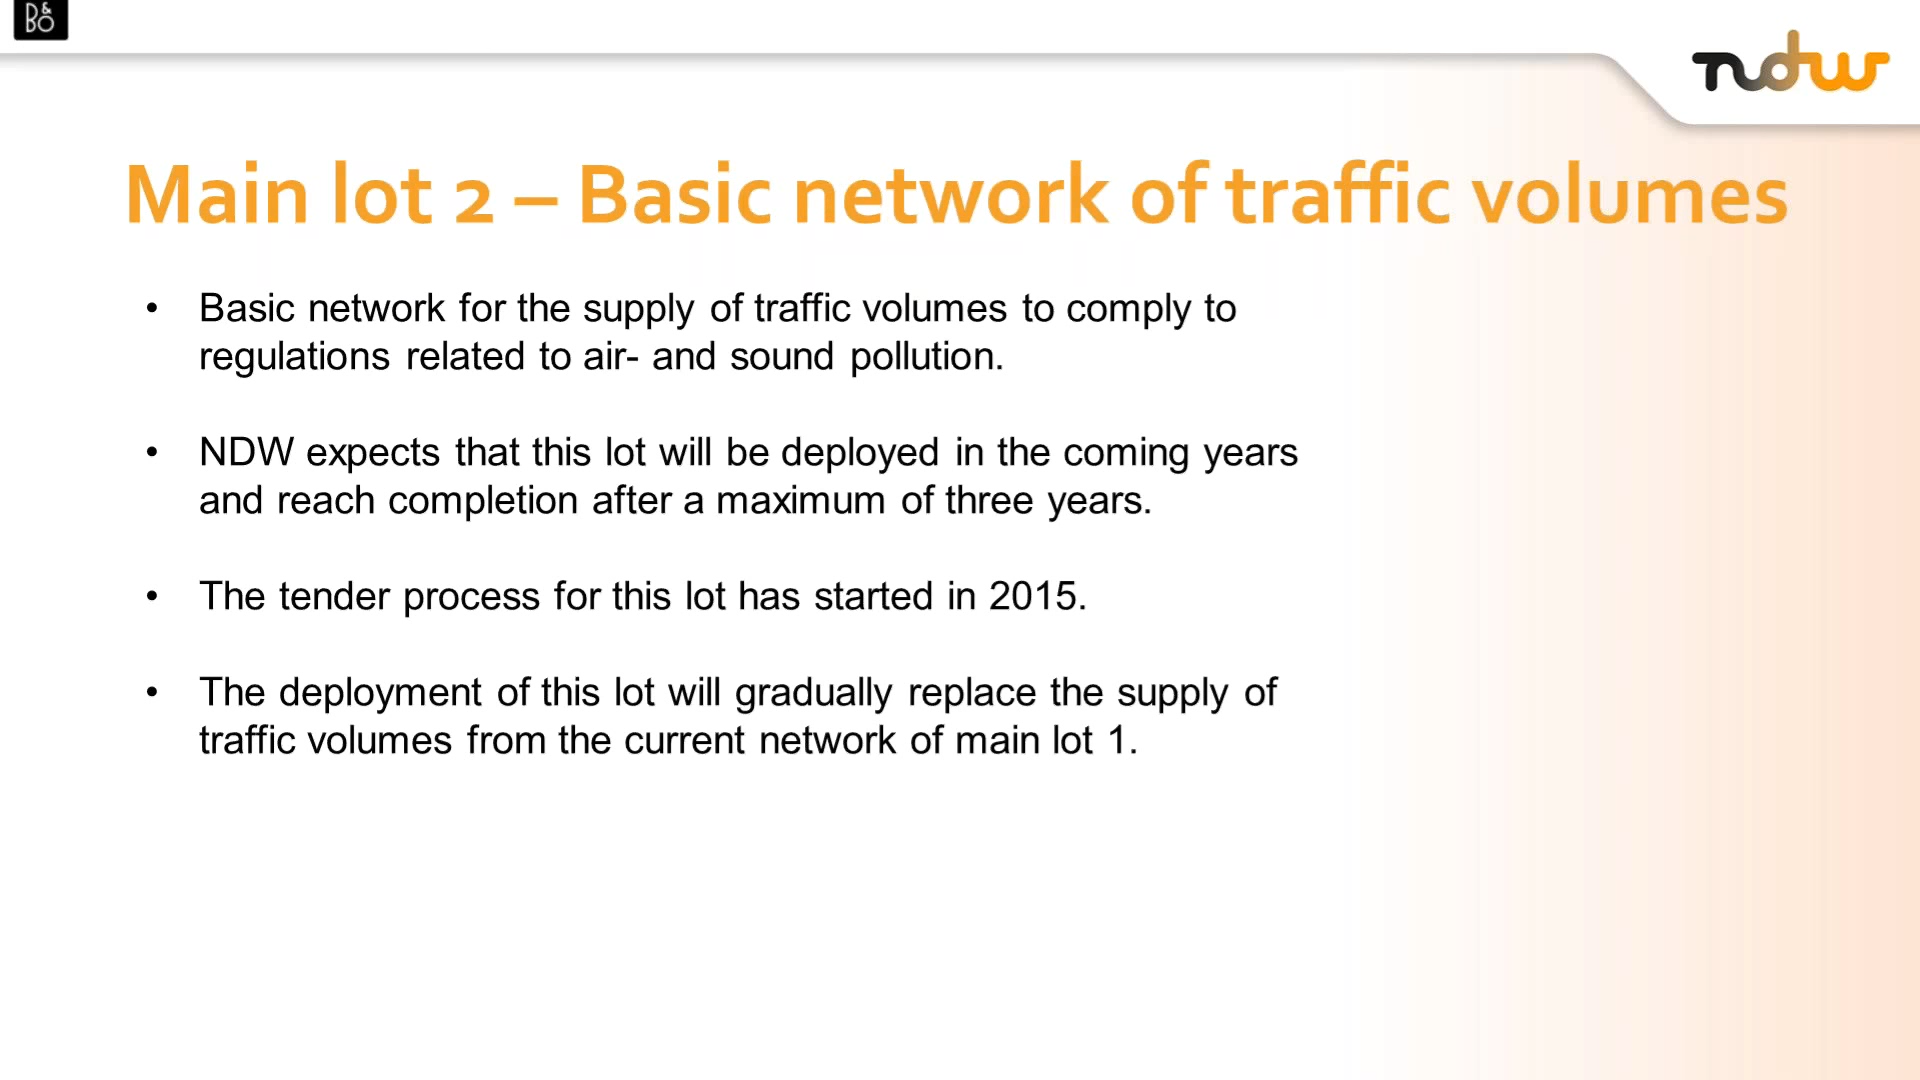 B&O
ndw
Main lot 2 – Basic network of traffic volumes
• Basic network for the supply of traffic volumes to comply to
regulations related to air- and sound pollution.
• NDW expects that this lot will be deployed in the coming years
and reach completion after a maximum of three years.
• The tender process for this lot has started in 2015.
• The deployment of this lot will gradually replace the supply of
traffic volumes from the current network of main lot 1.